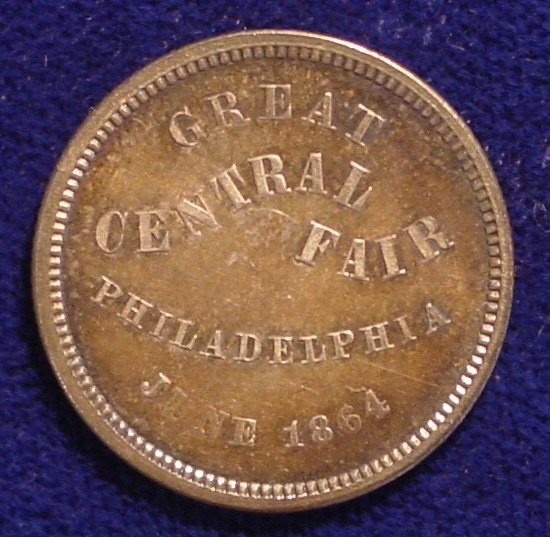 GREAT
CENTRAL FAIR
PHILADELPHIA
JUNE 1864